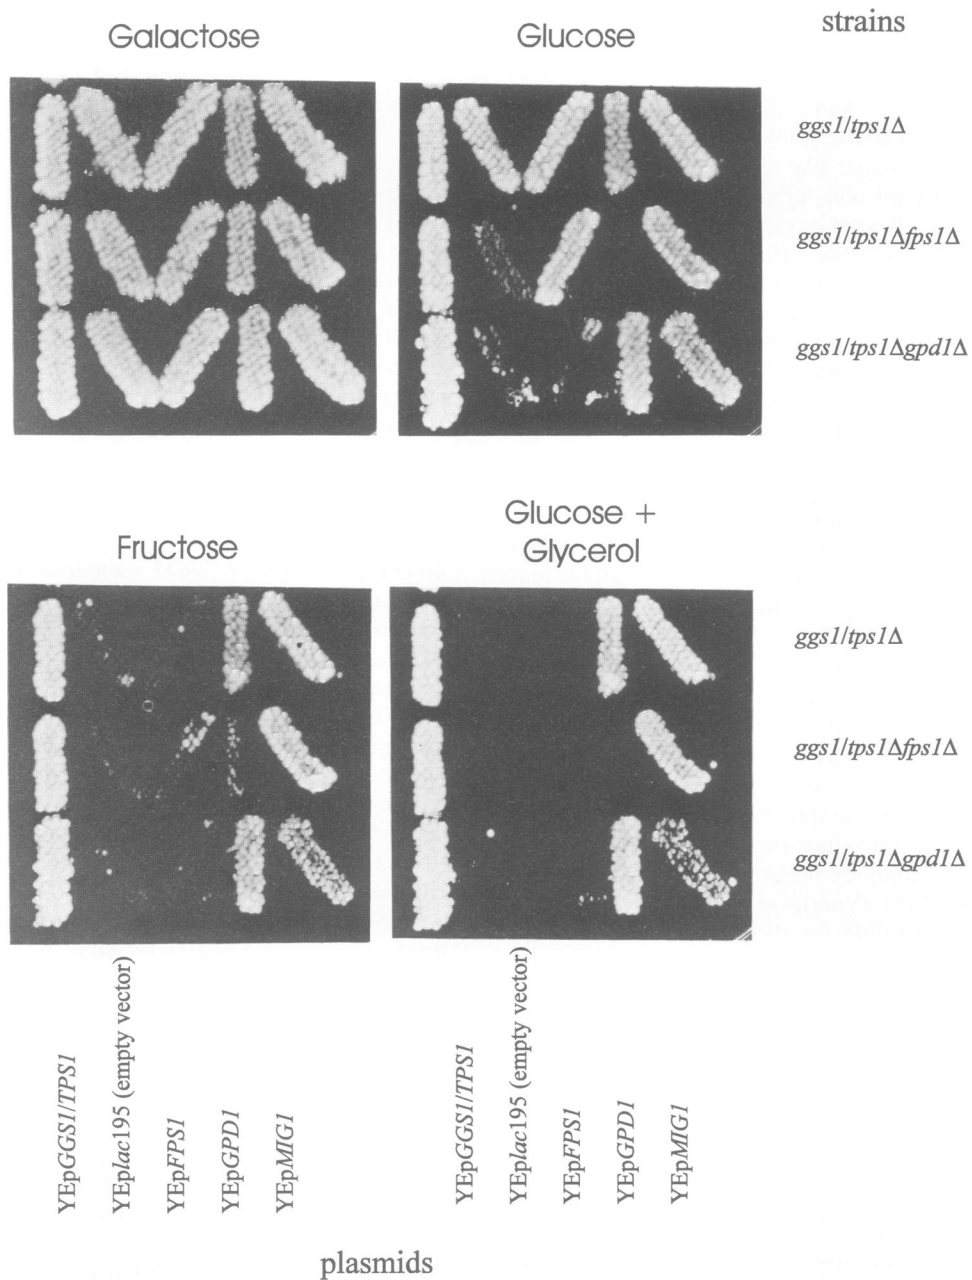 strains
Galactose
Glucose
ggs1/tps1Δ
ggs1/tps1Δfps1Δ
ggs1/tps1Δgpd1Δ
Fructose
Glucose +
Glycerol
ggs1/tps1Δ
ggs1/tps1Δfps1Δ
ggs1/tps1Δgpd1Δ
YEpGGS1/TPS1
YEplac195 (empty vector)
YEpFPS1
YEpGPD1
YEpMIG1
YEpGGS1/TPS1
YEplac195 (empty vector)
YEpFPS1
YEpGPD1
YEpMIG1
plasmids